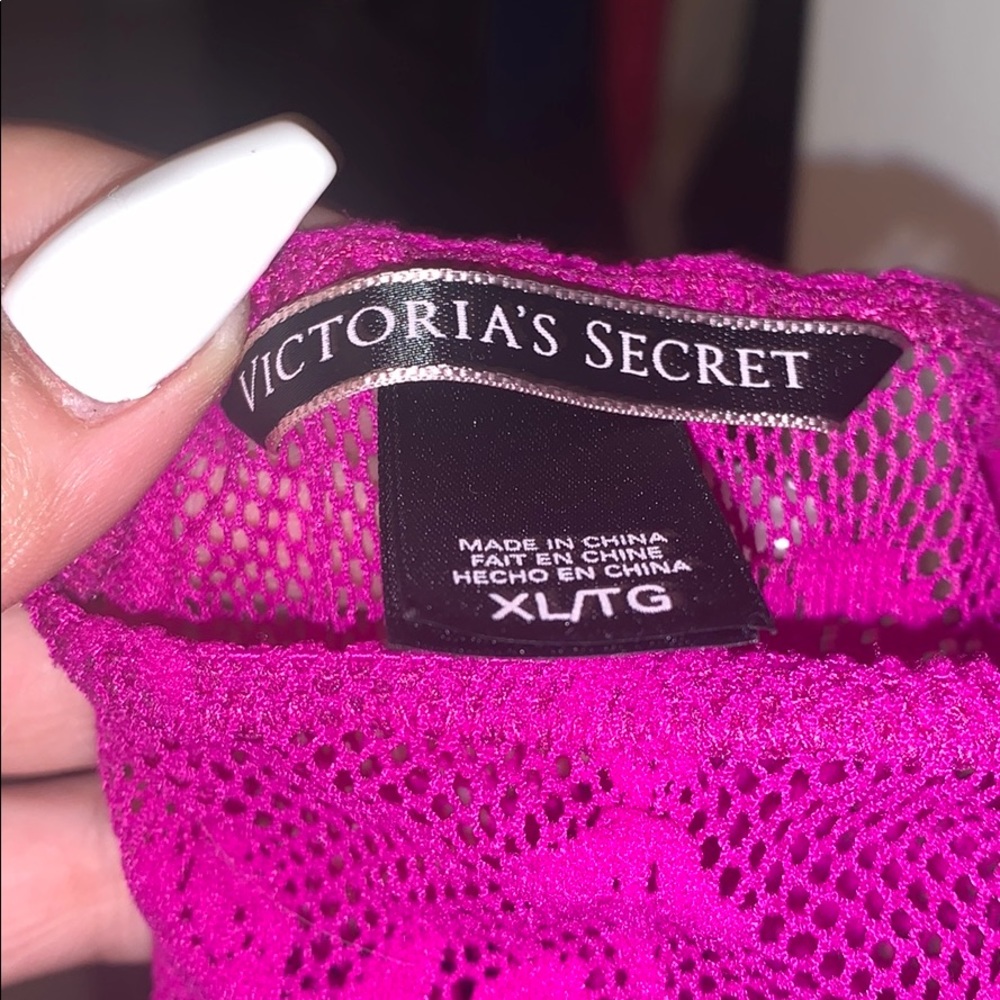 VICTORIA'S SECRET
MADE IN CHINA
FAIT EN CHINE
HECHO EN CHINA
XL/TG